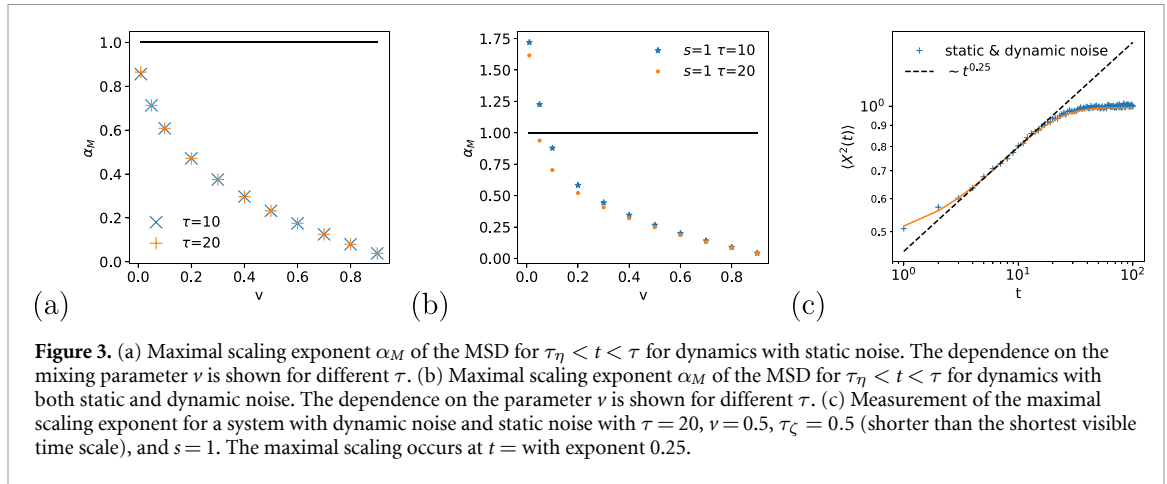 1.0
0.8
0.6
0.4
0.2
0.0
α_M
τ=10
τ=20
0.0 0.2 0.4 0.6 0.8
v
(a)
1.75
1.50
1.25
1.00
0.75
0.50
0.25
0.00
α_M
s=1 τ=10
s=1 τ=20
0.0 0.2 0.4 0.6 0.8
v
(b)
static & dynamic noise
~ t^0.25
10^0
0.9
0.8
0.7
0.6
0.5
⟨X^2(t)⟩
10^0 10^1 10^2
t
(c)
Figure 3. (a) Maximal scaling exponent α_M of the MSD for τ_η < t < τ for dynamics with static noise. The dependence on the
mixing parameter ν is shown for different τ. (b) Maximal scaling exponent α_M of the MSD for τ_η < t < τ for dynamics with
both static and dynamic noise. The dependence on the parameter ν is shown for different τ. (c) Measurement of the maximal
scaling exponent for a system with dynamic noise and static noise with τ = 20, ν = 0.5, τ_ζ = 0.5 (shorter than the shortest visible
time scale), and s = 1. The maximal scaling occurs at t = with exponent 0.25.